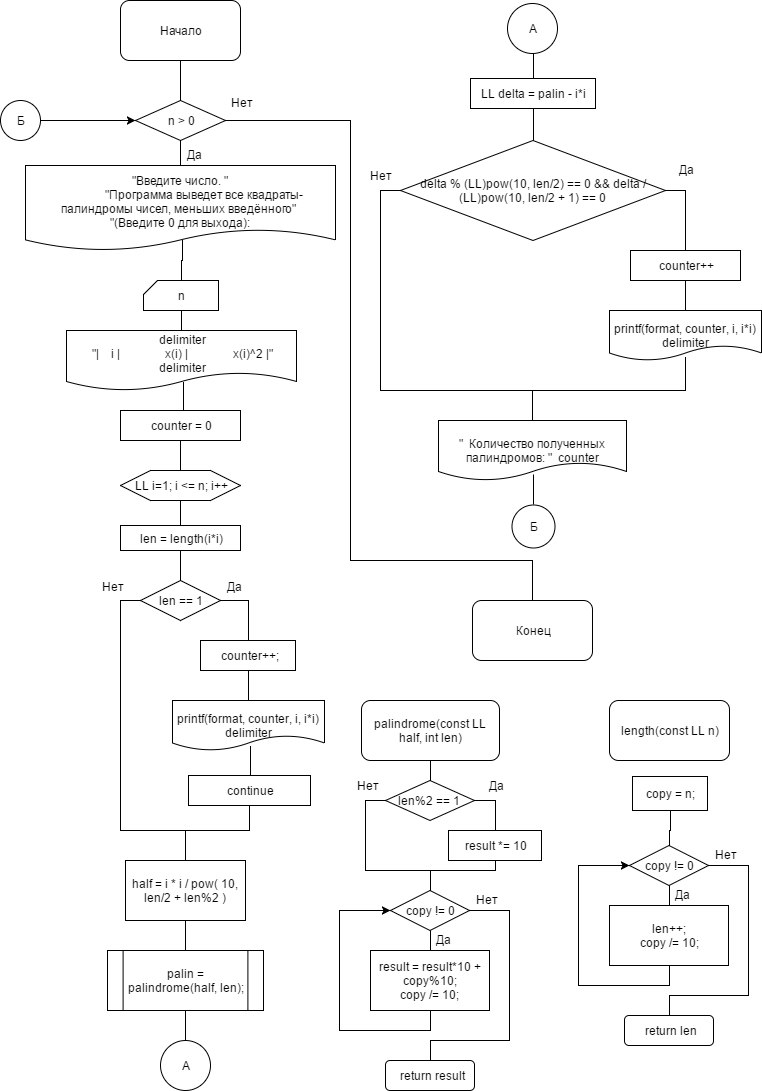 Начало
Б
n > 0
Нет
Да
"Введите число. "
"Программа выведет все квадраты-
палиндромы чисел, меньших введённого"
"(Введите 0 для выхода):
n
delimiter
"| i | x(i) | x(i)^2 |"
delimiter
counter = 0
LL i=1; i <= n; i++
len = length(i*i)
Нет
Да
len == 1
counter++;
printf(format, counter, i, i*i)
delimiter
continue
half = i * i / pow( 10,
len/2 + len%2 )
palin =
palindrome(half, len);
А
А
LL delta = palin - i*i
Нет
Да
delta % (LL)pow(10, len/2) == 0 && delta /
(LL)pow(10, len/2 + 1) == 0
counter++
printf(format, counter, i, i*i)
delimiter
" Количество полученных
палиндромов: " counter
Б
Конец
palindrome(const LL
half, int len)
Нет
Да
len%2 == 1
result *= 10
copy != 0
Нет
Да
result = result*10 +
copy%10;
copy /= 10;
return result
length(const LL n)
copy = n;
copy != 0
Нет
Да
len++;
copy /= 10;
return len